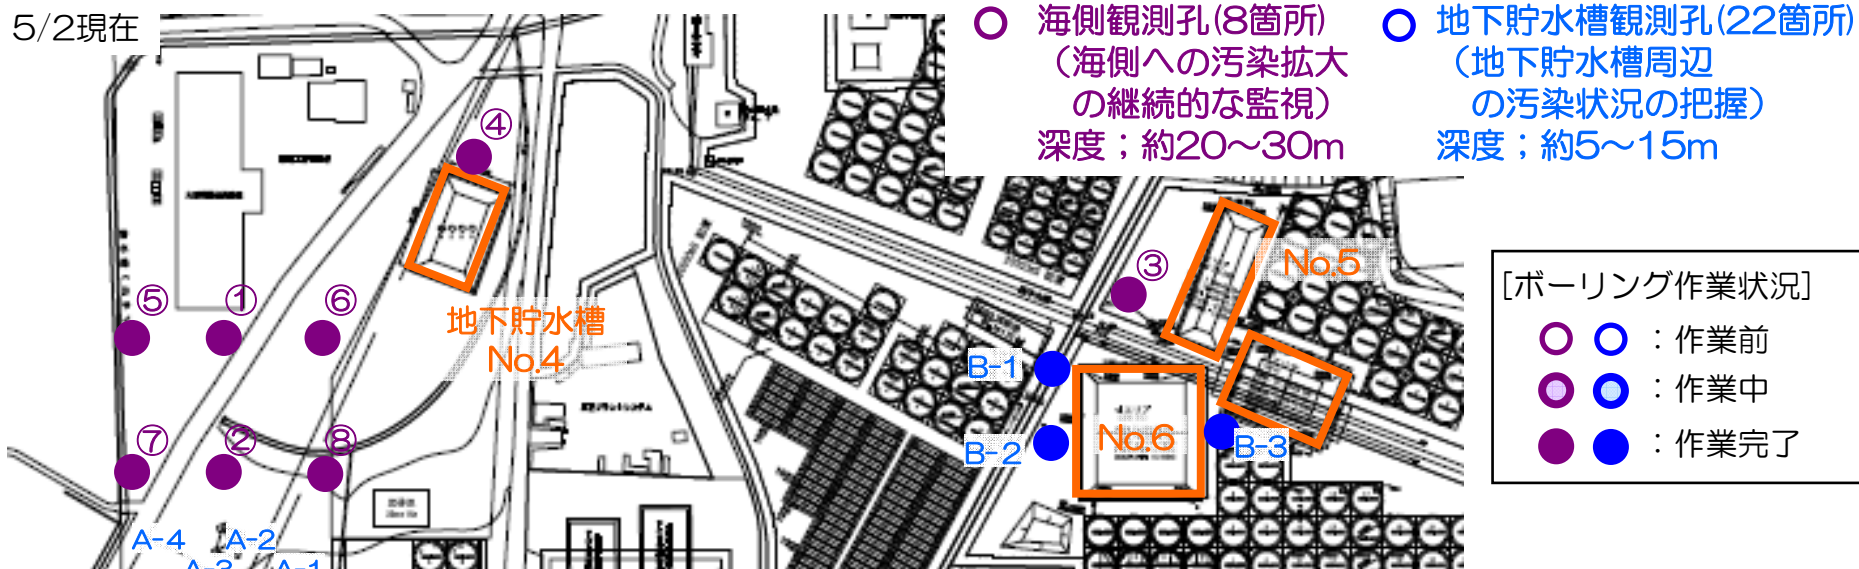 5/2現在
海側観測孔(8箇所)
（海側への汚染拡大
の継続的な監視）
深度；約20〜30m
地下貯水槽観測孔(22箇所)
（地下貯水槽周辺
の汚染状況の把握）
深度；約5〜15m
④
③
No.5
⑤
①
⑥
地下貯水槽
No.4
B-1
B-2
No.6
B-3
⑦
②
⑧
A-4
A-2
A-3
A-1
[ボーリング作業状況]
：作業前
：作業中
：作業完了